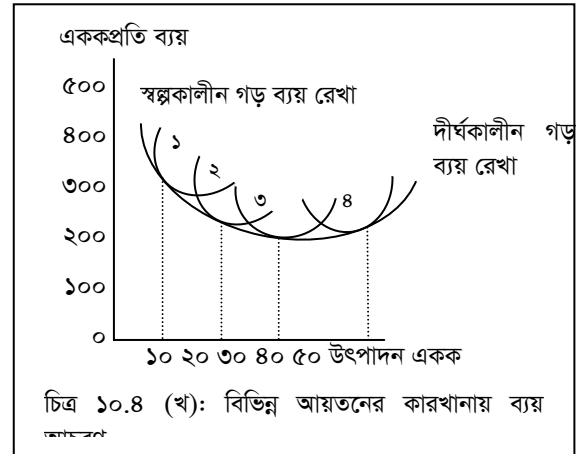 এককপ্রতি ব্যয়
৫০০
স্বল্পকালীন গড় ব্যয় রেখা
৪০০
দীর্ঘকালীন গড়
ব্যয় রেখা
১
২
৩০০
৩
৪
২০০
১০০
০
১০ ২০ ৩০ ৪০ ৫০ উৎপাদন একক
চিত্র ১০.৪ (খ): বিভিন্ন আয়তনের কারখানায় ব্যয়